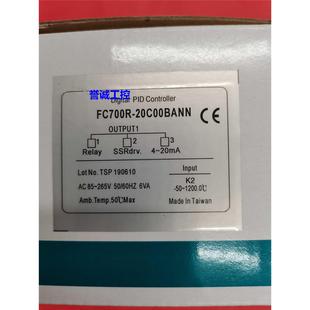 誉诚工控
Digital PID Controller
FC700R-20C00BANN
CE
OUTPUT1
1 2 3
Relay SSRdrv. 4~20mA
Lot No. TSP 190610
AC 85~265V 50/60HZ 6VA
Amb.Temp.50℃MAX
Input
K2
-50~1200.0℃
Made In Taiwan